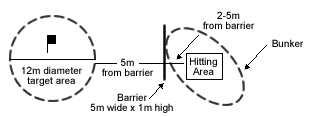 2-5m
from barrier
Bunker
12m diameter
target area
5m
from barrier
Hitting
Area
Barrier
5m wide x 1m high